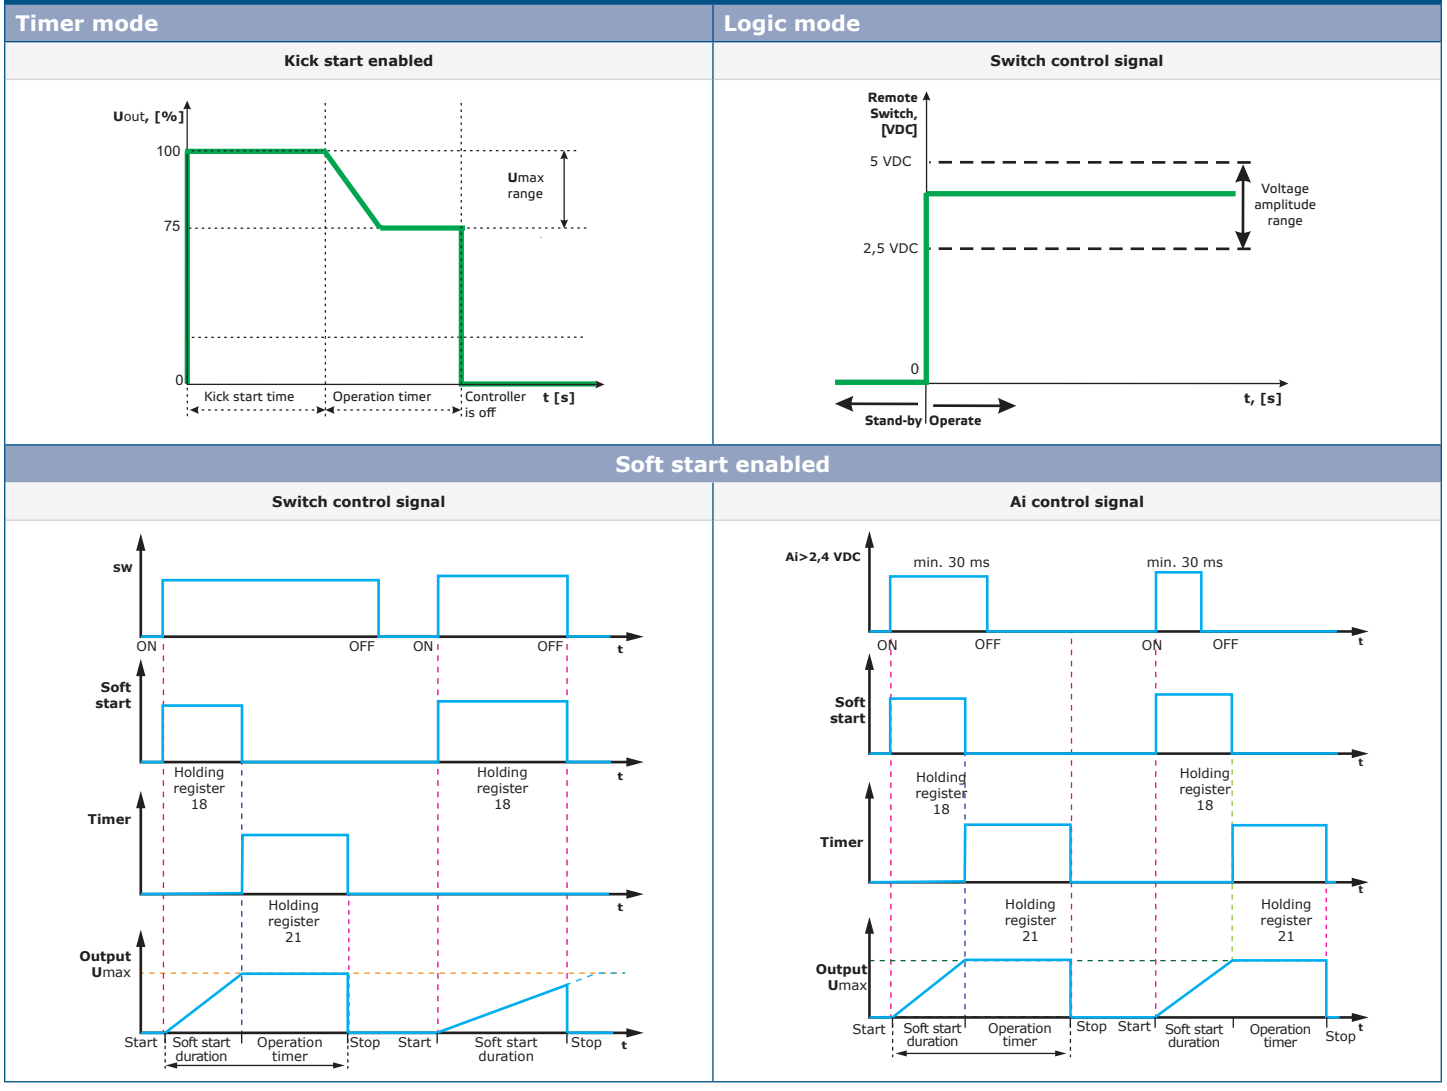 Timer mode
Logic mode
Kick start enabled
Switch control signal
Uout, [%]
100
75
0
Umax
range
Kick start time
Operation timer
Controller
is off
t [s]
Remote
Switch,
[VDC]
5 VDC
2,5 VDC
0
Voltage
amplitude
range
t, [s]
Stand-by
Operate
Soft start enabled
Switch control signal
Ai control signal
sw
ON
OFF
ON
OFF
t
Soft
start
t
Holding
register
18
Holding
register
18
Timer
t
Holding
register
21
Output
Umax
Start
Soft start
duration
Operation
timer
Stop
Start
Soft start
duration
Stop
t
Ai>2,4 VDC
min. 30 ms
min. 30 ms
ON
OFF
ON
OFF
t
Soft
start
t
Holding
register
18
Holding
register
18
Timer
t
Holding
register
21
Holding
register
21
Output
Umax
Start
Soft start
duration
Operation
timer
Stop
Start
Soft start
duration
Operation
timer
Stop
t